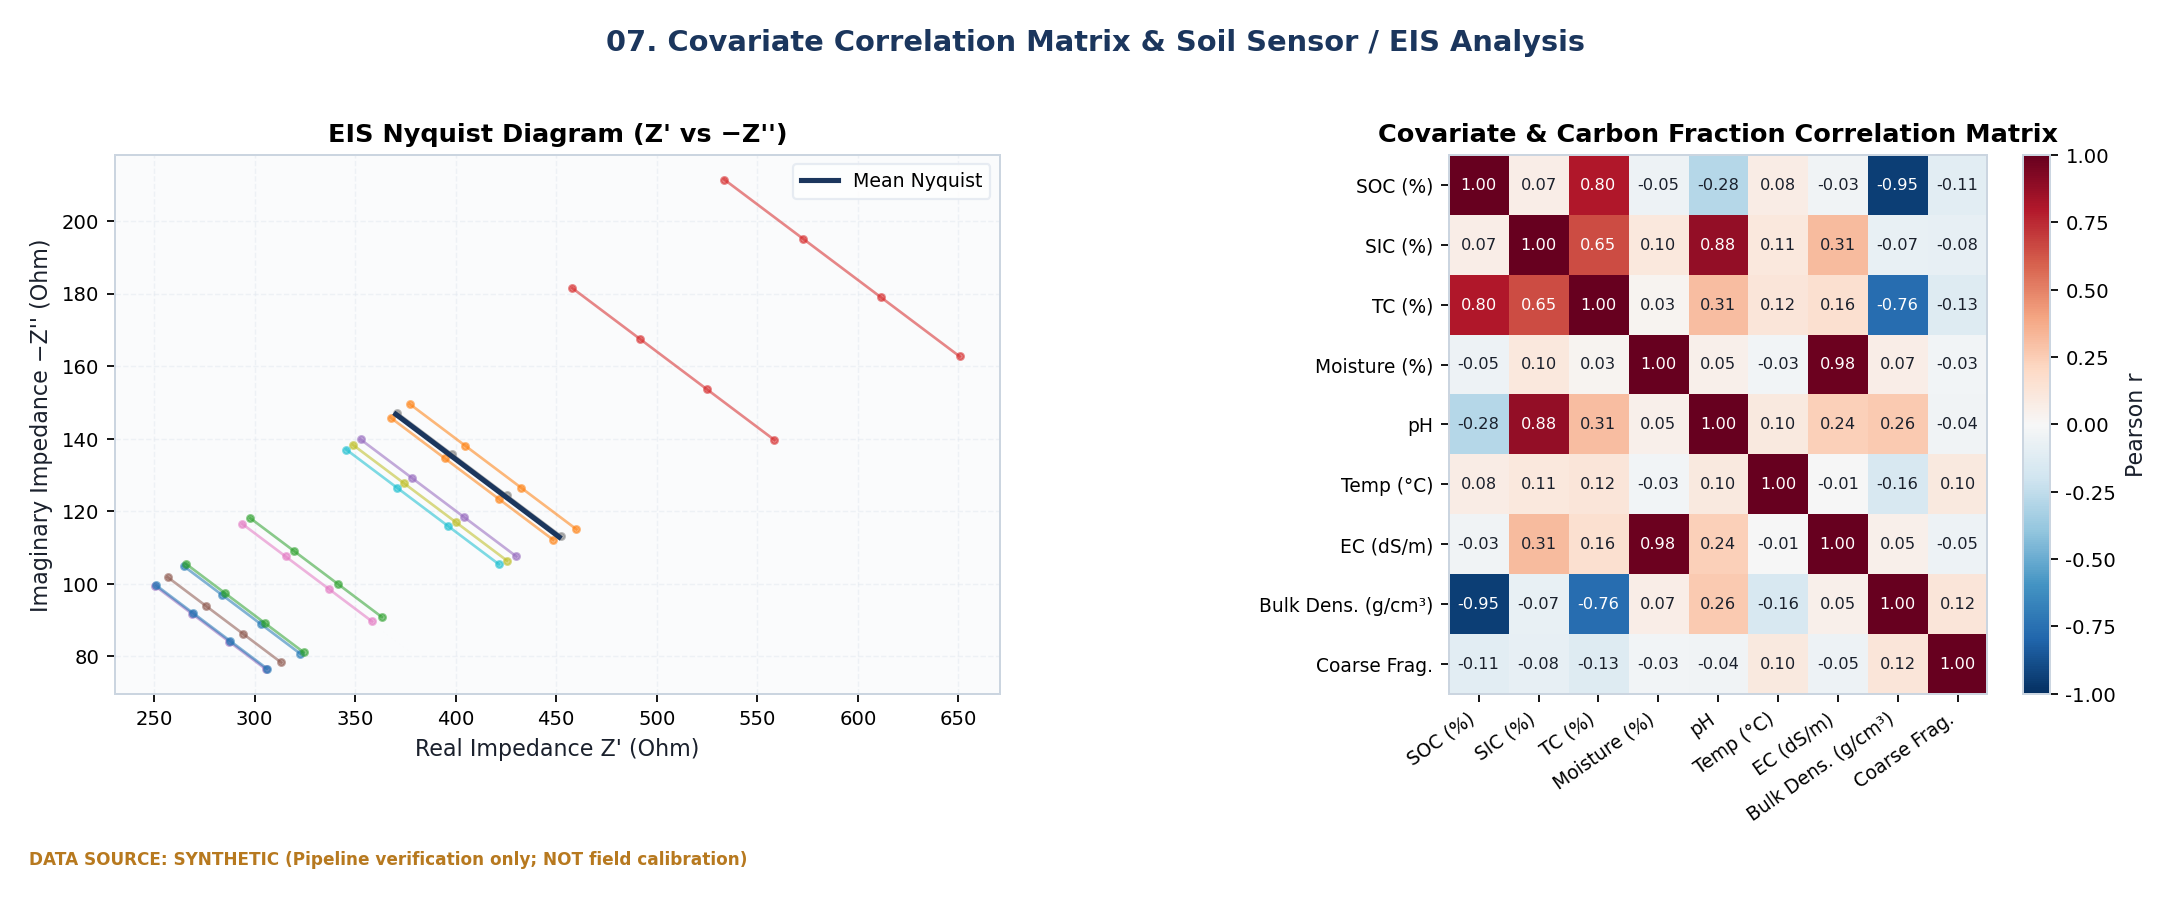 07. Covariate Correlation Matrix & Soil Sensor / EIS Analysis
EIS Nyquist Diagram (Z' vs −Z'')
Mean Nyquist
Imaginary Impedance −Z'' (Ohm)
200
180
160
140
120
100
80
250 300 350 400 450 500 550 600 650
Real Impedance Z' (Ohm)
Covariate & Carbon Fraction Correlation Matrix
SOC (%) 1.00 0.07 0.80 -0.05 -0.28 0.08 -0.03 -0.95 -0.11
SIC (%) 0.07 1.00 0.65 0.10 0.88 0.11 0.31 -0.07 -0.08
TC (%) 0.80 0.65 1.00 0.03 0.31 0.12 0.16 -0.76 -0.13
Moisture (%) -0.05 0.10 0.03 1.00 0.05 -0.03 0.98 0.07 -0.03
pH -0.28 0.88 0.31 0.05 1.00 0.10 0.24 0.26 -0.04
Temp (°C) 0.08 0.11 0.12 -0.03 0.10 1.00 -0.01 -0.16 0.10
EC (dS/m) -0.03 0.31 0.16 0.98 0.24 -0.01 1.00 0.05 -0.05
Bulk Dens. (g/cm³) -0.95 -0.07 -0.76 0.07 0.26 -0.16 0.05 1.00 0.12
Coarse Frag. -0.11 -0.08 -0.13 -0.03 -0.04 0.10 -0.05 0.12 1.00
SOC (%) SIC (%) TC (%) Moisture (%) pH Temp (°C) EC (dS/m) Bulk Dens. (g/cm³) Coarse Frag.
1.00
0.75
0.50
0.25
0.00
-0.25
-0.50
-0.75
-1.00
Pearson r
DATA SOURCE: SYNTHETIC (Pipeline verification only; NOT field calibration)